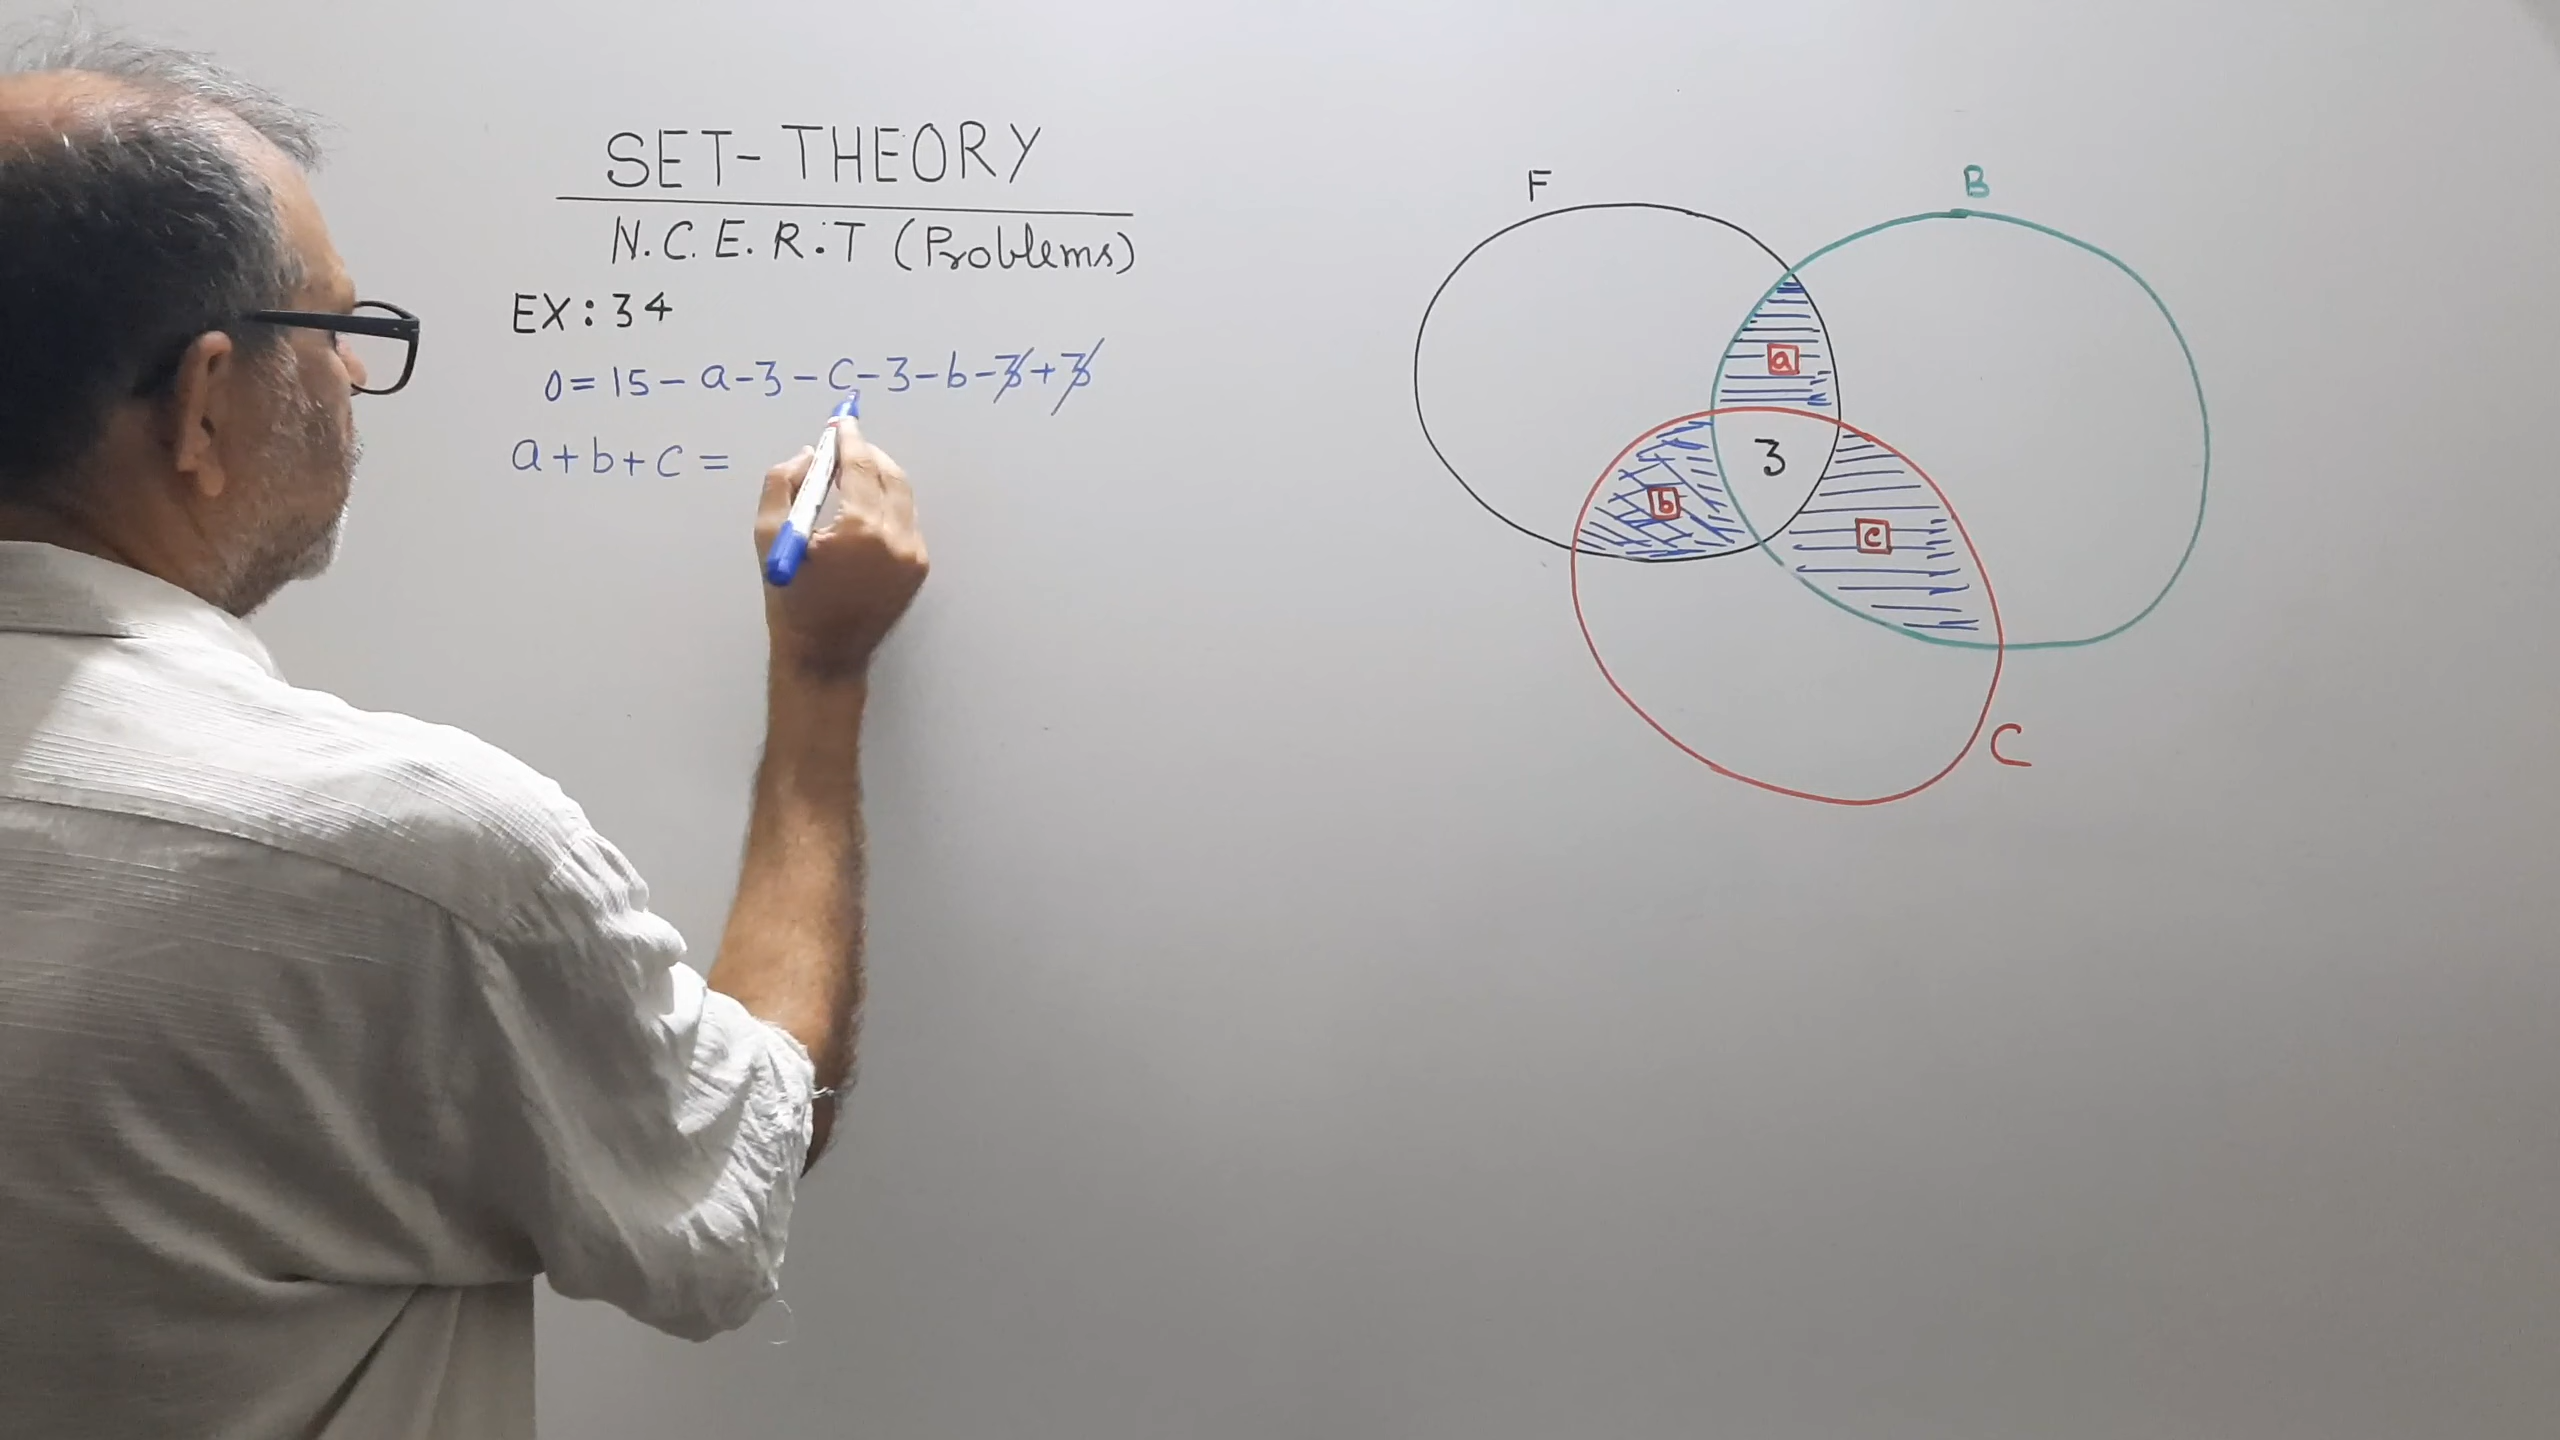 SET-THEORY
N.C.E.R.T (Problems)
EX: 34
0 = 15 - a - 3 - c - 3 - b - 3 + 3
a + b + c =
F
B
a
3
b
c
C